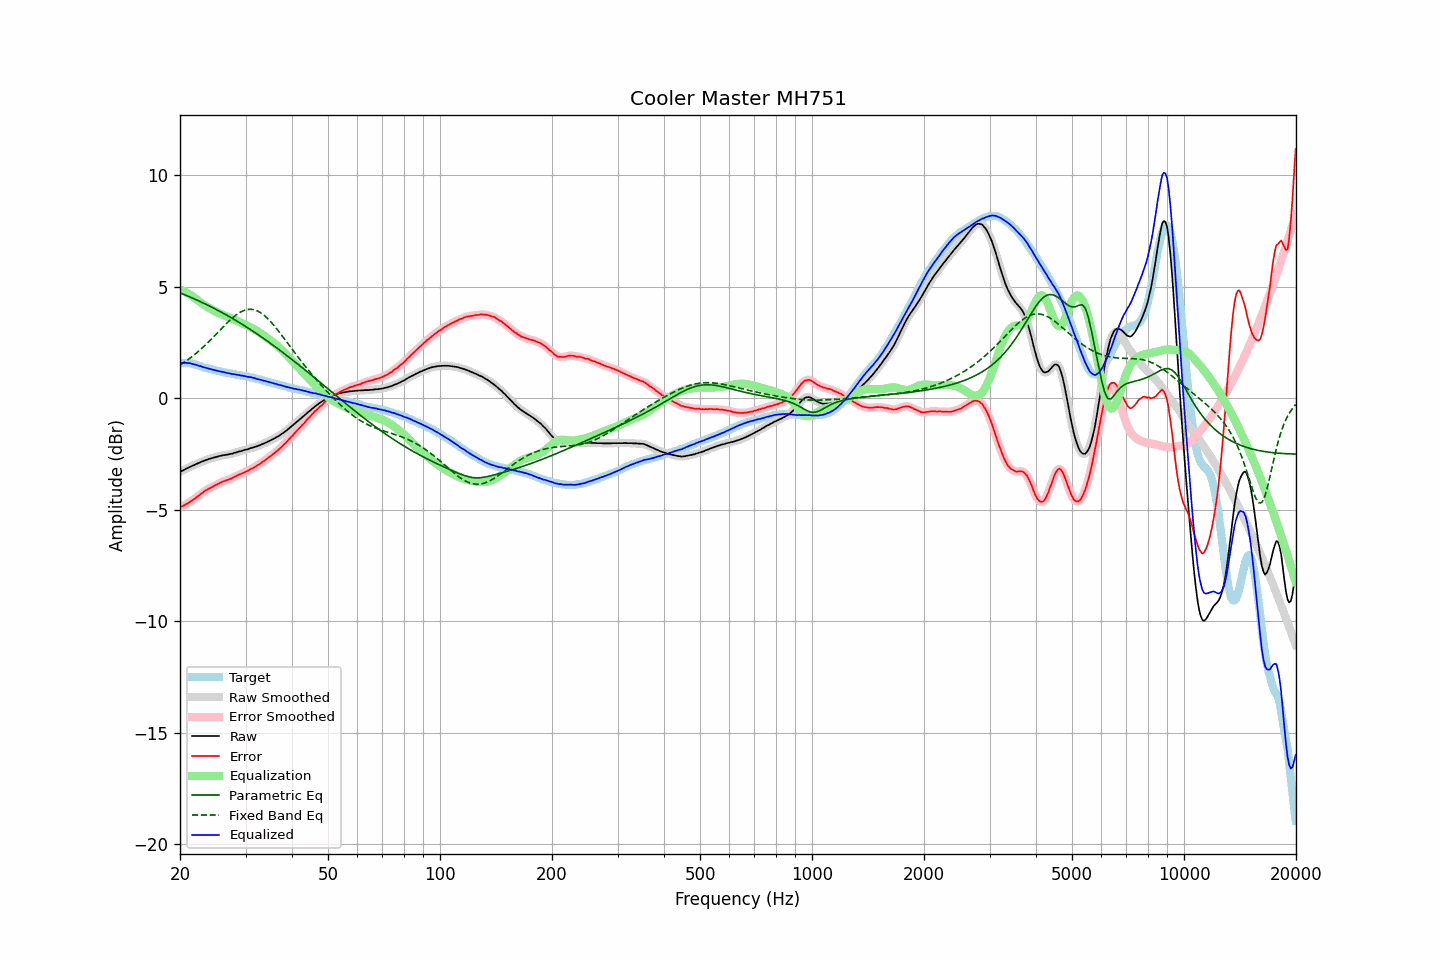 Cooler Master MH751
Amplitude (dBr)
10
5
0
−5
−10
−15
−20
Target
Raw Smoothed
Error Smoothed
Raw
Error
Equalization
Parametric Eq
Fixed Band Eq
Equalized
20
50
100
200
500
1000
2000
5000
10000
20000
Frequency (Hz)